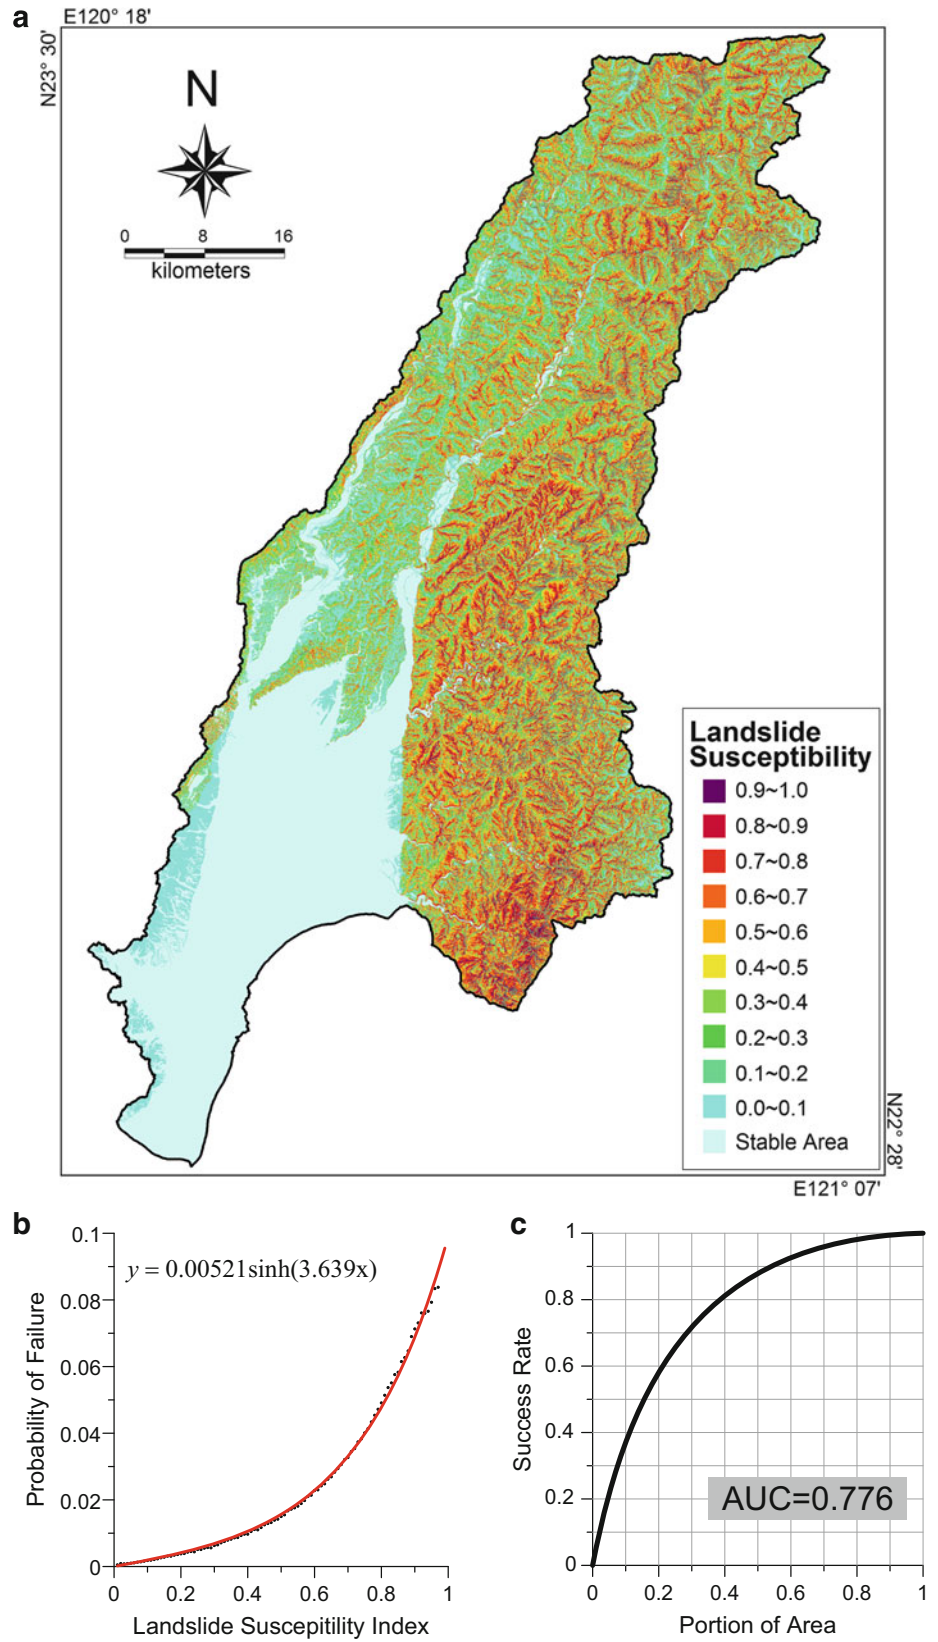 a
E120° 18'
N23° 30'
N
0 8 16
kilometers
Landslide
Susceptibility
0.9~1.0
0.8~0.9
0.7~0.8
0.6~0.7
0.5~0.6
0.4~0.5
0.3~0.4
0.2~0.3
0.1~0.2
0.0~0.1
Stable Area
N22° 28'
E121° 07'
b
y = 0.00521sinh(3.639x)
Probability of Failure
0.1
0.08
0.06
0.04
0.02
0
0 0.2 0.4 0.6 0.8 1
Landslide Suscepitility Index
c
Success Rate
1
0.8
0.6
0.4
0.2
0
AUC=0.776
0 0.2 0.4 0.6 0.8 1
Portion of Area